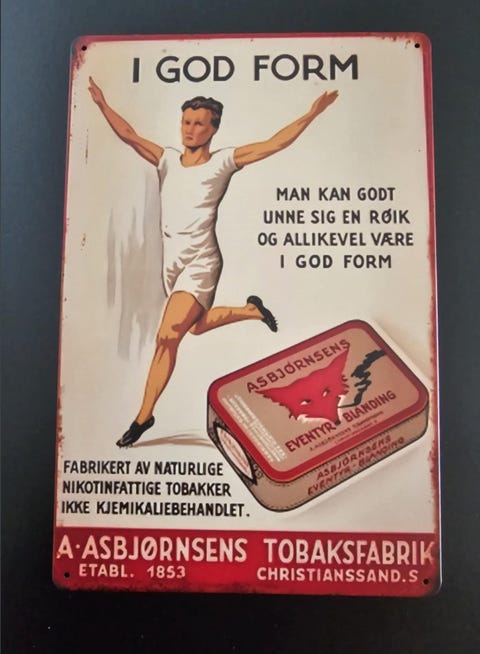 I GOD FORM
MAN KAN GODT
UNNE SIG EN RØIK
OG ALLIKEVEL VÆRE
I GOD FORM
ASBJØRNSENS
EVENTYR-BLANDING
ASBJØRNSENS
EVENTYR-BLANDING
FABRIKERT AV NATURLIGE
NIKOTINFATTIGE TOBAKKER
IKKE KJEMIKALIEBEHANDLET.
A·ASBJØRNSENS TOBAKSFABRIK
ETABL. 1853 CHRISTIANSSAND.S